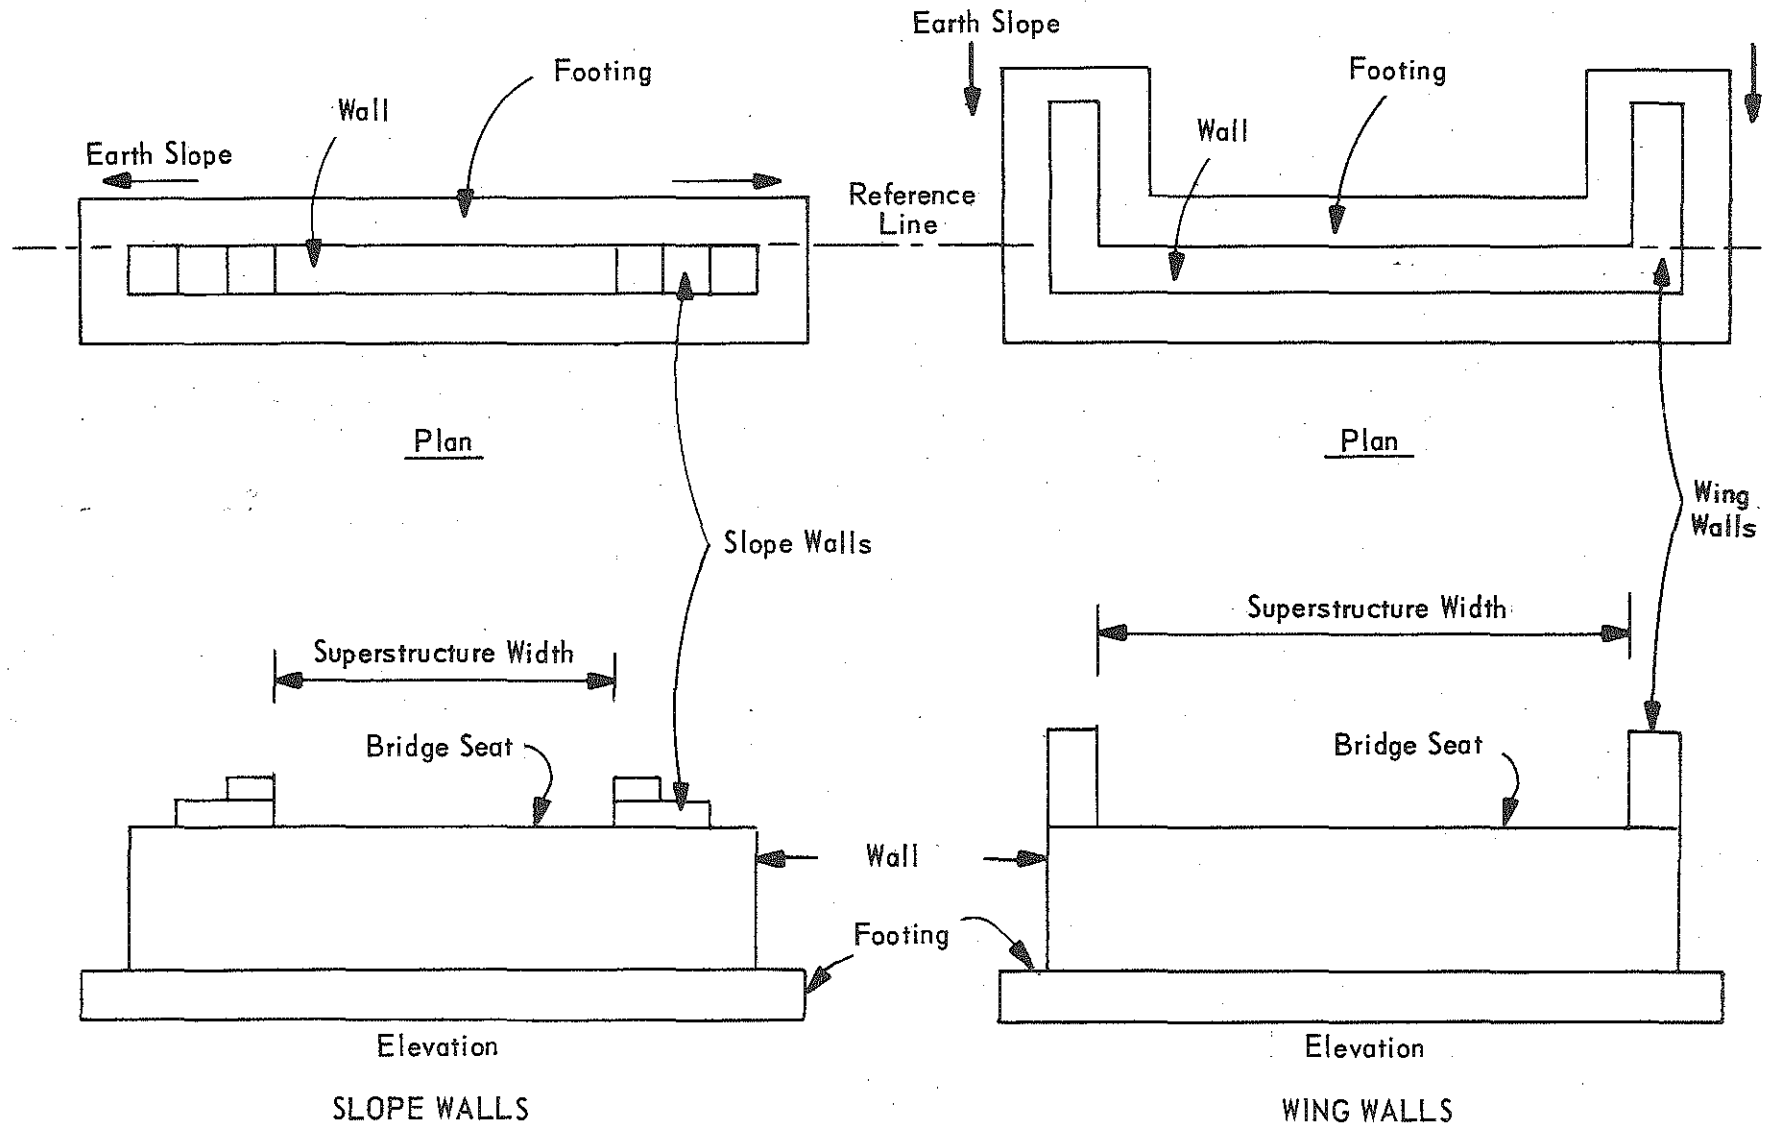 Earth Slope
Footing
Footing
Wall
Wall
Earth Slope
Reference
Line
Plan
Plan
Wing
Walls
Slope Walls
Superstructure Width
Superstructure Width
Bridge Seat
Bridge Seat
Wall
Footing
Elevation
Elevation
SLOPE WALLS
WING WALLS